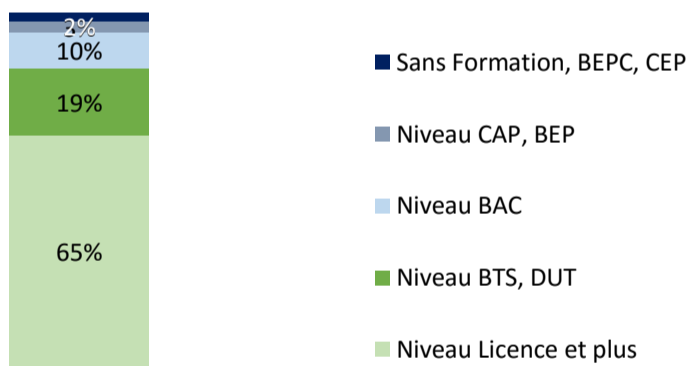 2%
10%
19%
65%
Sans Formation, BEPC, CEP
Niveau CAP, BEP
Niveau BAC
Niveau BTS, DUT
Niveau Licence et plus